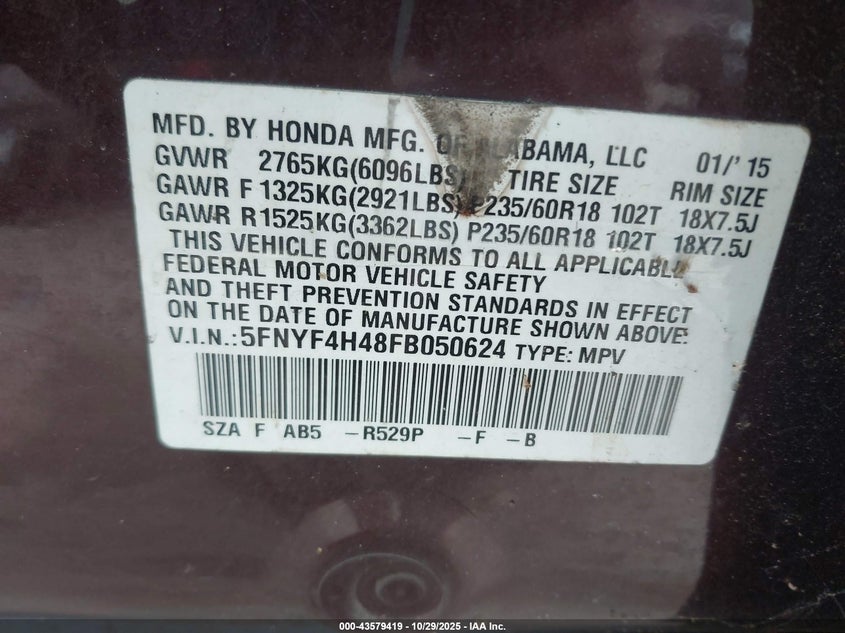 MFD. BY HONDA MFG. OF ALABAMA, LLC 01/'15
GVWR 2765KG(6096LBS) TIRE SIZE RIM SIZE
GAWR F 1325KG(2921LBS) P235/60R18 102T 18X7.5J
GAWR R1525KG(3362LBS) P235/60R18 102T 18X7.5J
THIS VEHICLE CONFORMS TO ALL APPLICABLE
FEDERAL MOTOR VEHICLE SAFETY
AND THEFT PREVENTION STANDARDS IN EFFECT
ON THE DATE OF MANUFACTURE SHOWN ABOVE:
V.I.N.:5FNYF4H48FB050624 TYPE: MPV
SZA F AB5 -R529P -F -B
000-43579419 - 10/29/2025 - IAA Inc.